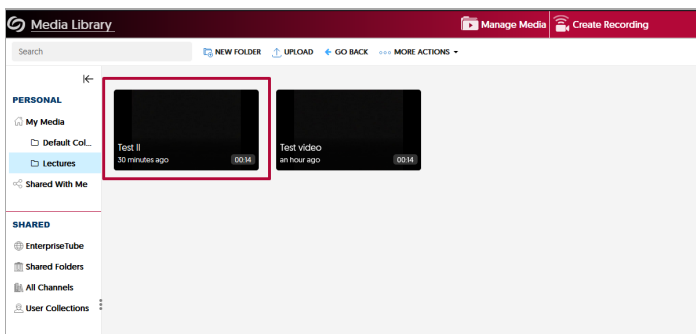 Media Library
Manage Media
Create Recording
Search
NEW FOLDER
UPLOAD
GO BACK
MORE ACTIONS
PERSONAL
My Media
Default Col...
Lectures
Shared With Me
SHARED
EnterpriseTube
Shared Folders
All Channels
User Collections
Test II
30 minutes ago
00:14
Test video
an hour ago
00:14